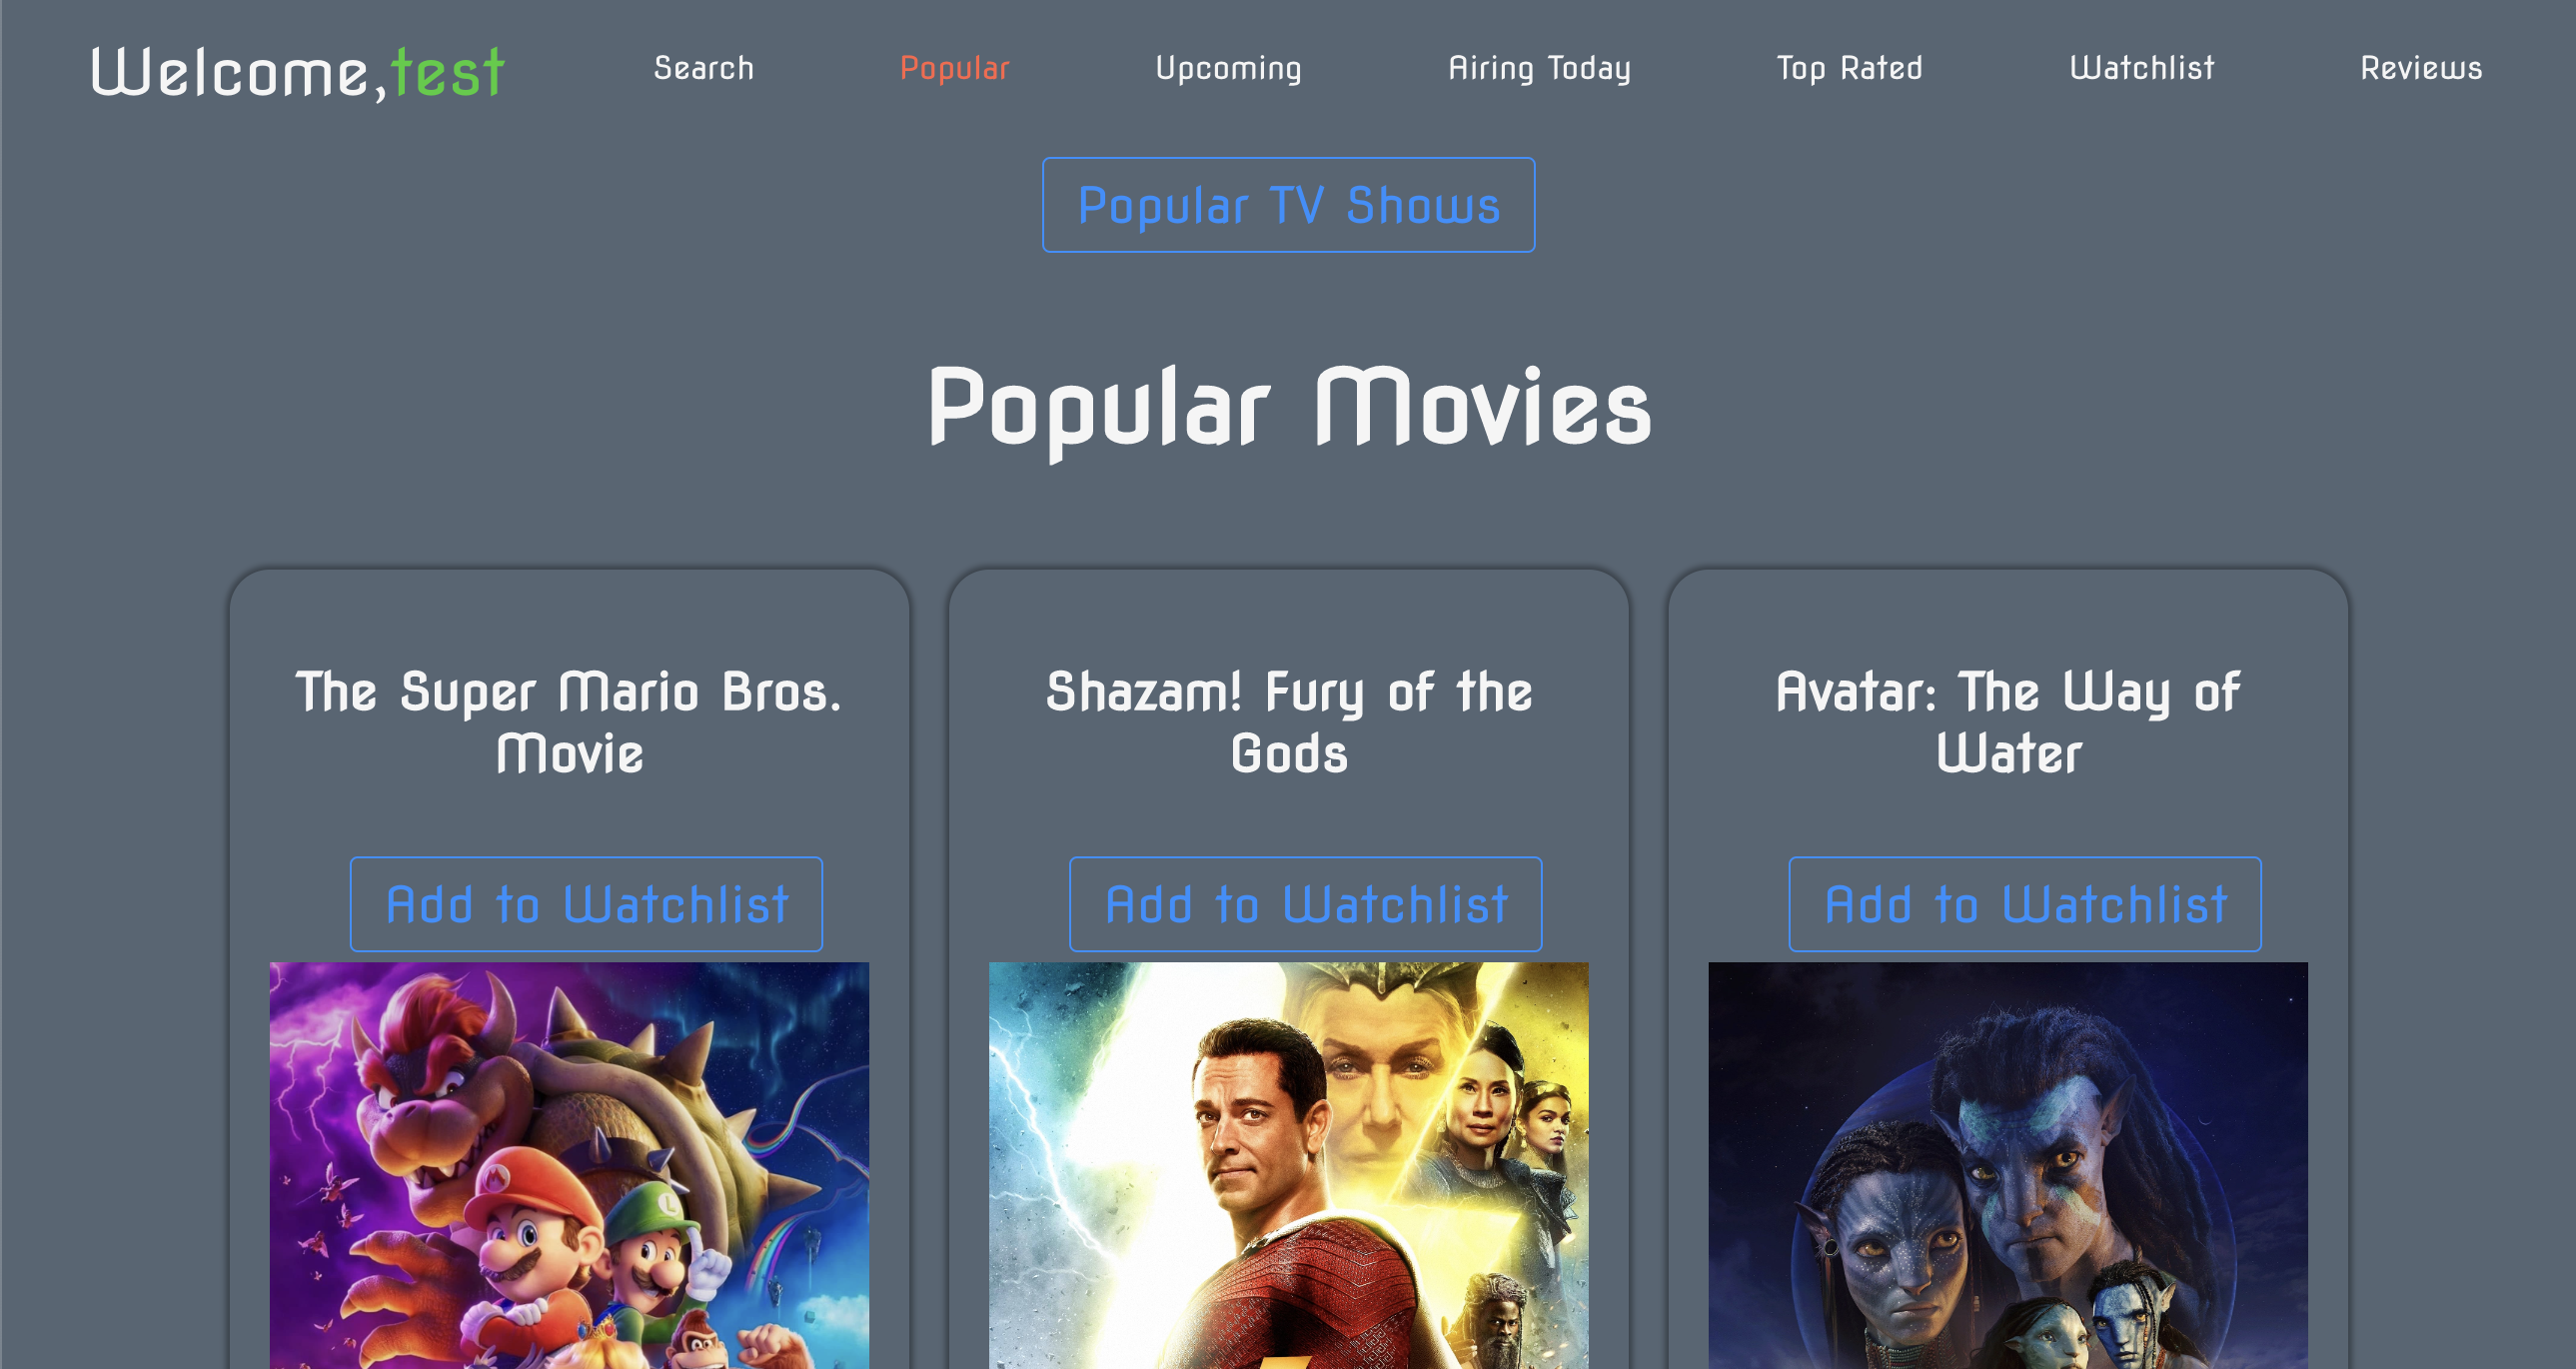 Welcome,test Search Popular Upcoming Airing Today Top Rated Watchlist Reviews
Popular TV Shows
Popular Movies
The Super Mario Bros.
Movie
Add to Watchlist
Shazam! Fury of the
Gods
Add to Watchlist
Avatar: The Way of
Water
Add to Watchlist
M
L